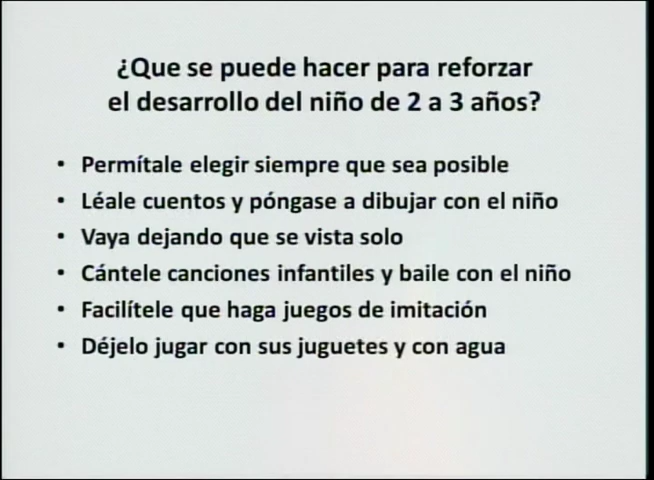 ¿Que se puede hacer para reforzar
el desarrollo del niño de 2 a 3 años?
• Permítale elegir siempre que sea posible
• Léale cuentos y póngase a dibujar con el niño
• Vaya dejando que se vista solo
• Cántele canciones infantiles y baile con el niño
• Facilítele que haga juegos de imitación
• Déjelo jugar con sus juguetes y con agua